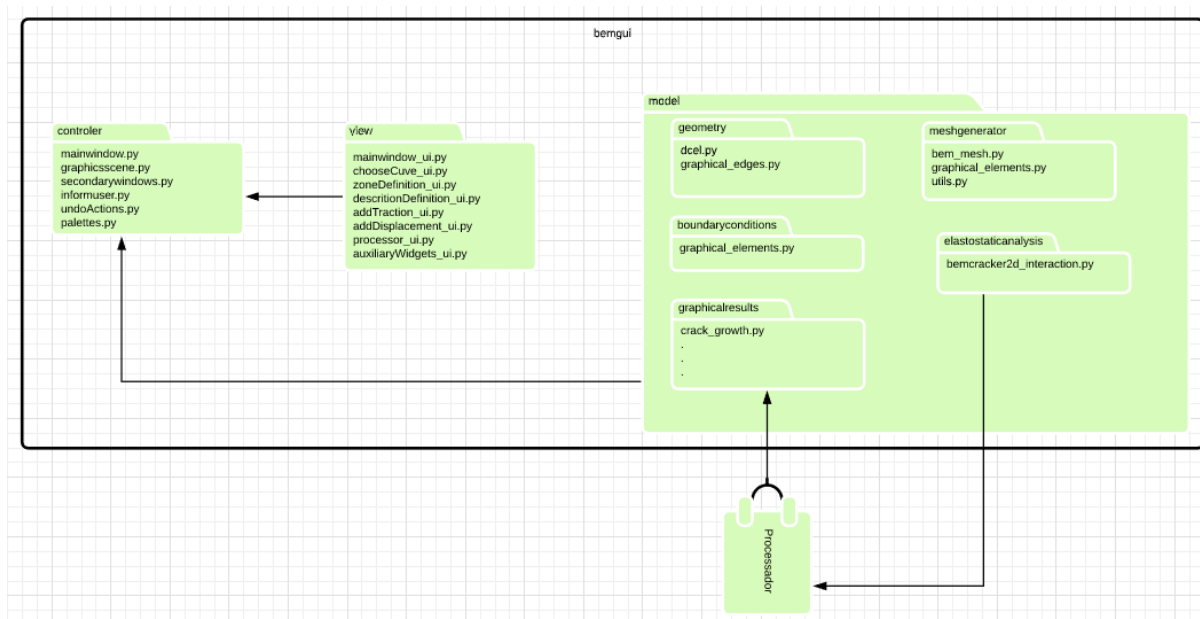 bemgui
controler
mainwindow.py
graphicsscene.py
secondarywindows.py
informuser.py
undoActions.py
palettes.py
view
mainwindow_ui.py
chooseCuve_ui.py
zoneDefinition_ui.py
descritionDefinition_ui.py
addTraction_ui.py
addDisplacement_ui.py
processor_ui.py
auxiliaryWidgets_ui.py
model
geometry
dcel.py
graphical_edges.py
boundaryconditions
graphical_elements.py
graphicalresults
crack_growth.py
.
.
.
meshgenerator
bem_mesh.py
graphical_elements.py
utils.py
elastostaticanalysis
bemcracker2d_interaction.py
Processador